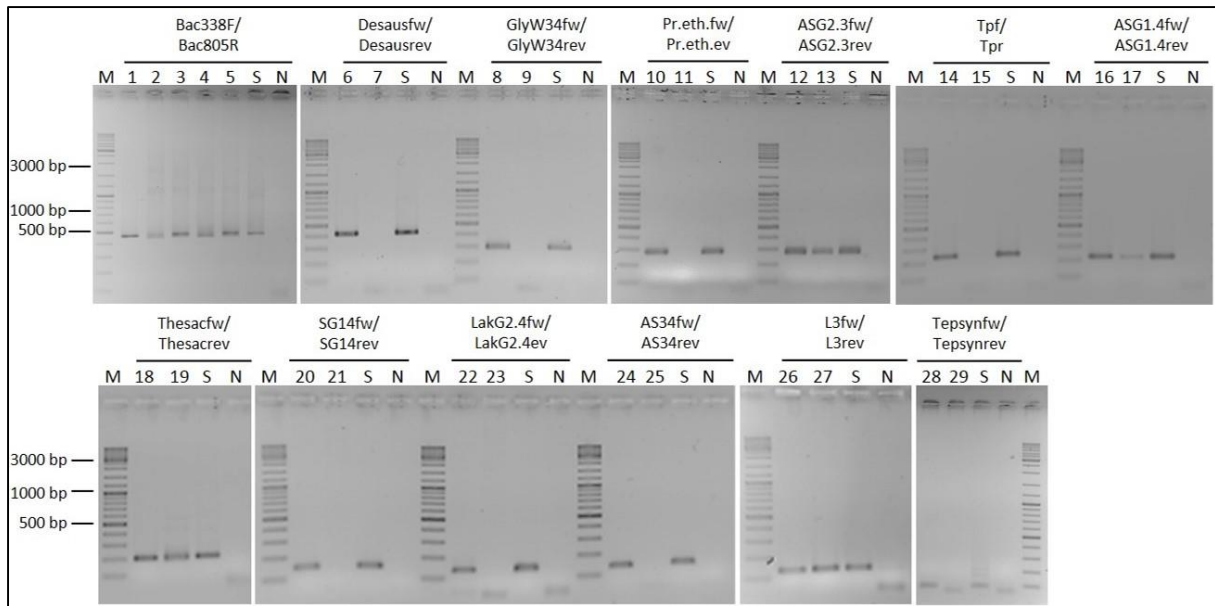 Bac338F/
Bac805R
Desausfw/
Desausrev
GlyW34fw/
GlyW34rev
Pr.eth.fw/
Pr.eth.ev
ASG2.3fw/
ASG2.3rev
Tpf/
Tpr
ASG1.4fw/
ASG1.4rev
M 1 2 3 4 5 S N M 6 7 S N M 8 9 S N M 10 11 S N M 12 13 S N M 14 15 S N M 16 17 S N
3000 bp
1000 bp
500 bp
Thesacfw/
Thesacrev
SG14fw/
SG14rev
LakG2.4fw/
LakG2.4ev
AS34fw/
AS34rev
L3fw/
L3rev
Tepsynfw/
Tepsynrev
M 18 19 S N M 20 21 S N M 22 23 S N M 24 25 S N M 26 27 S N 28 29 S N M
3000 bp
1000 bp
500 bp